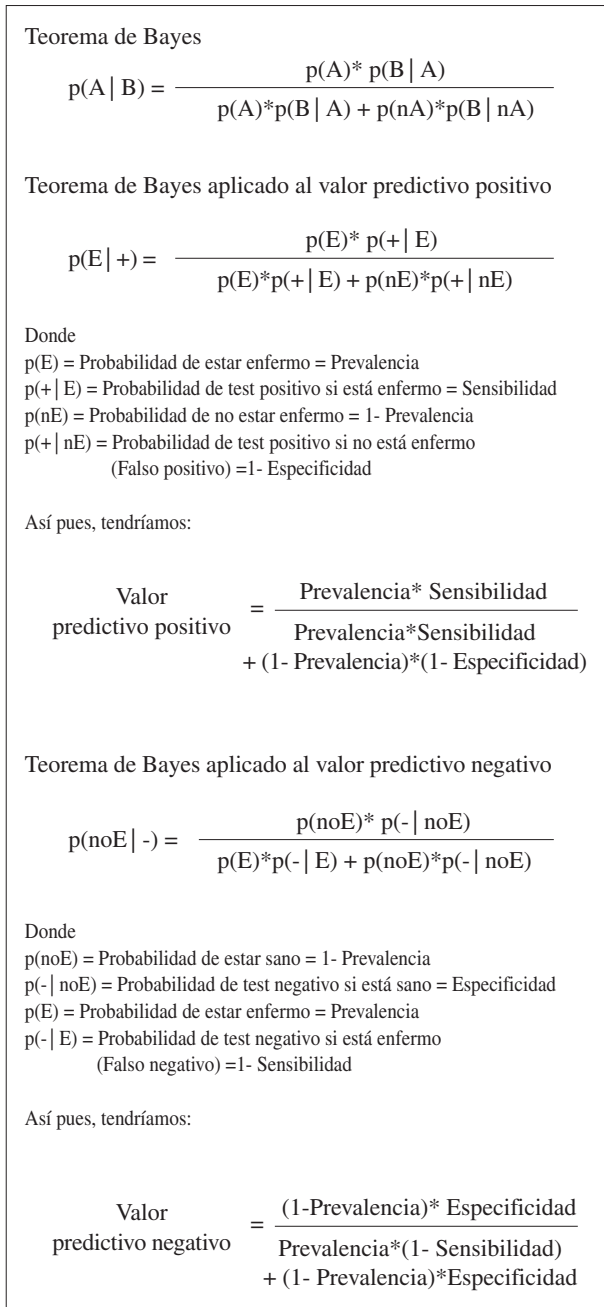 Teorema de Bayes
p(A) * p(B | A)
p(A | B) =
p(A)*p(B | A) + p(nA)*p(B | nA)
Teorema de Bayes aplicado al valor predictivo positivo
p(E)* p(+ | E)
p(E | +) =
p(E)*p(+ | E) + p(nE)*p(+ | nE)
Donde
p(E) = Probabilidad de estar enfermo = Prevalencia
p(+ | E) = Probabilidad de test positivo si está enfermo = Sensibilidad
p(nE) = Probabilidad de no estar enfermo = 1- Prevalencia
p(+ | nE) = Probabilidad de test positivo si no está enfermo
(Falso positivo) =1- Especificidad
Así pues, tendríamos:
Valor
predictivo positivo
=
Prevalencia* Sensibilidad
Prevalencia*Sensibilidad
+ (1- Prevalencia)*(1- Especificidad)
Teorema de Bayes aplicado al valor predictivo negativo
p(noE)* p(- | noE)
p(noE | -) =
p(E)*p(- | E) + p(noE)*p(- | noE)
Donde
p(noE) = Probabilidad de estar sano = 1- Prevalencia
p(- | noE) = Probabilidad de test negativo si está sano = Especificidad
p(E) = Probabilidad de estar enfermo = Prevalencia
p(- | E) = Probabilidad de test negativo si está enfermo
(Falso negativo) =1- Sensibilidad
Así pues, tendríamos:
Valor
predictivo negativo
=
(1-Prevalencia)* Especificidad
Prevalencia*(1- Sensibilidad)
+ (1- Prevalencia)*Especificidad